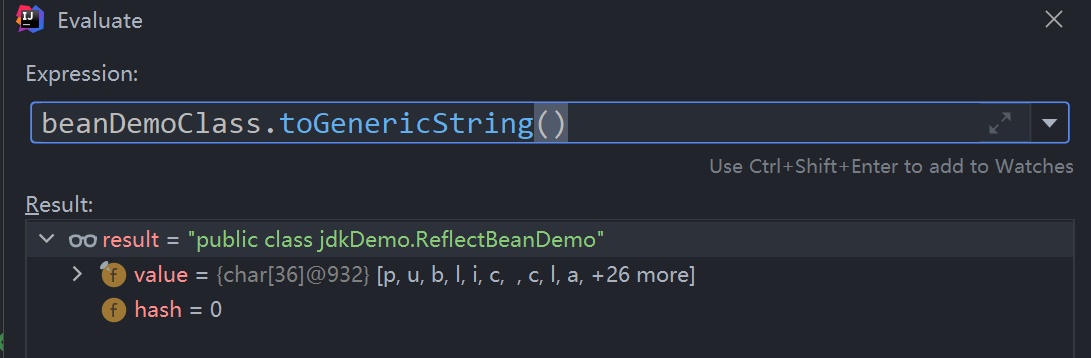 Evaluate
Expression:
beanDemoClass.toGenericString()
Use Ctrl+Shift+Enter to add to Watches
Result:
result = "public class jdkDemo.ReflectBeanDemo"
value = {char[36]@932} [p, u, b, l, i, c,  , c, l, a, +26 more]
hash = 0